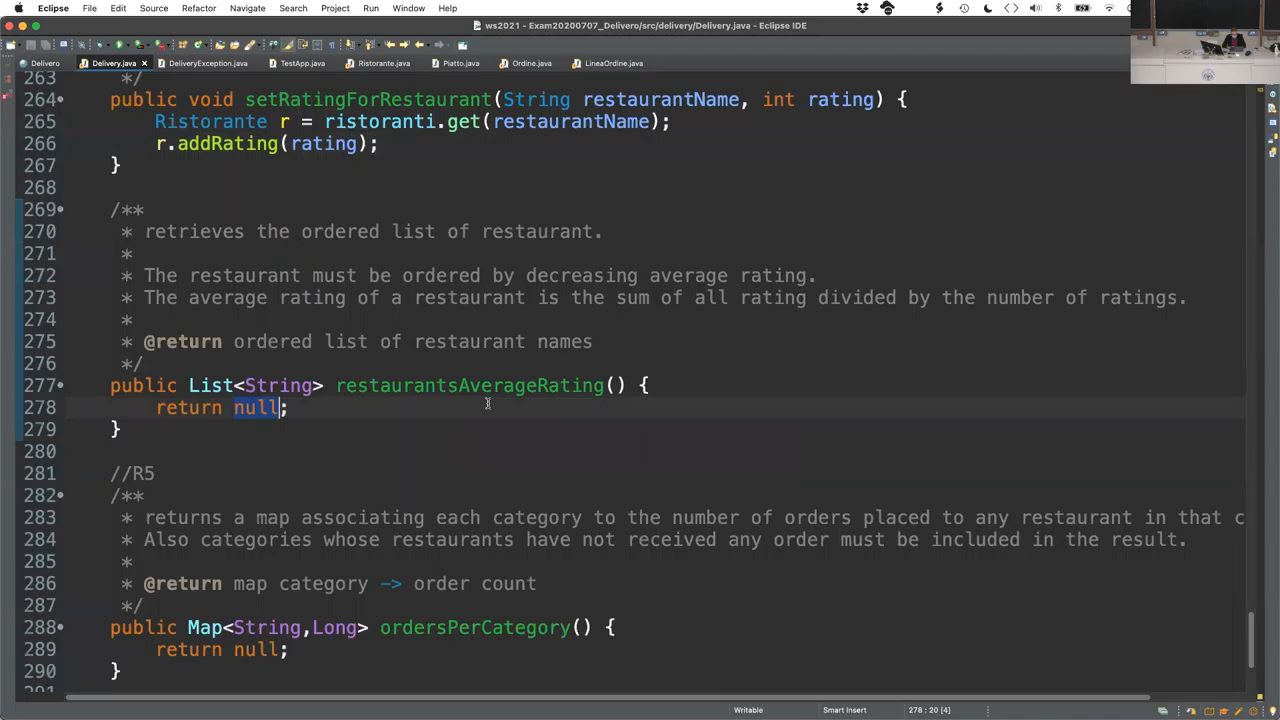 Eclipse File Edit Source Refactor Navigate Search Project Run Window Help
ws2021 - Exam20200707_Delivero/src/delivery/Delivery.java - Eclipse IDE
Delivero Delivery.java DeliveryException.java TestApp.java Ristorante.java Piatto.java Ordine.java LineaOrdine.java
263 */
264 public void setRatingForRestaurant(String restaurantName, int rating) {
265 Ristorante r = ristoranti.get(restaurantName);
266 r.addRating(rating);
267 }
268
269 /**
270 * retrieves the ordered list of restaurant.
271 *
272 * The restaurant must be ordered by decreasing average rating.
273 * The average rating of a restaurant is the sum of all rating divided by the number of ratings.
274 *
275 * @return ordered list of restaurant names
276 */
277 public List<String> restaurantsAverageRating() {
278 return null;
279 }
280
281 //R5
282 /**
283 * returns a map associating each category to the number of orders placed to any restaurant in that c
284 * Also categories whose restaurants have not received any order must be included in the result.
285 *
286 * @return map category -> order count
287 */
288 public Map<String,Long> ordersPerCategory() {
289 return null;
290 }
291
Writable Smart Insert 278 : 20 [4]